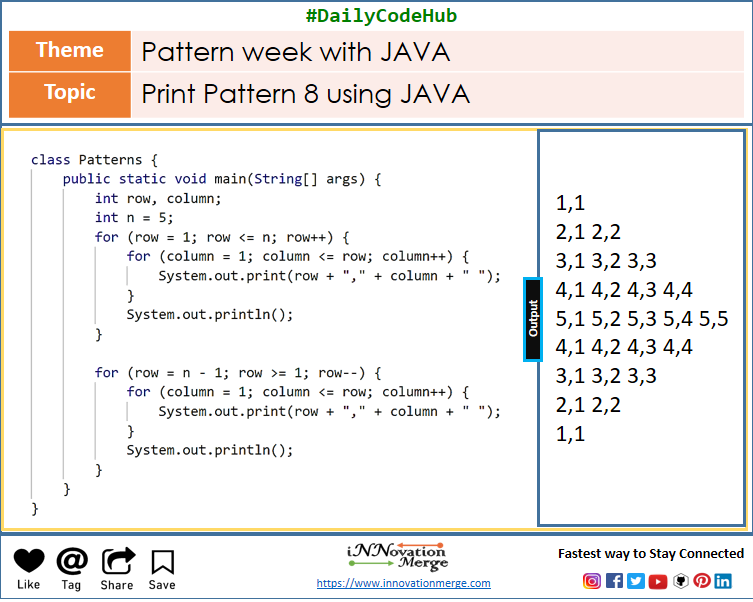 #DailyCodeHub
Theme
Pattern week with JAVA
Topic
Print Pattern 8 using JAVA
class Patterns {
public static void main(String[] args) {
int row, column;
int n = 5;
for (row = 1; row <= n; row++) {
for (column = 1; column <= row; column++) {
System.out.print(row + "," + column + " ");
}
System.out.println();
}
for (row = n - 1; row >= 1; row--) {
for (column = 1; column <= row; column++) {
System.out.print(row + "," + column + " ");
}
System.out.println();
}
}
}
Output
1,1
2,1 2,2
3,1 3,2 3,3
4,1 4,2 4,3 4,4
5,1 5,2 5,3 5,4 5,5
4,1 4,2 4,3 4,4
3,1 3,2 3,3
2,1 2,2
1,1
Like
Tag
Share
Save
iNNovation
Merge
https://www.innovationmerge.com
Fastest way to Stay Connected